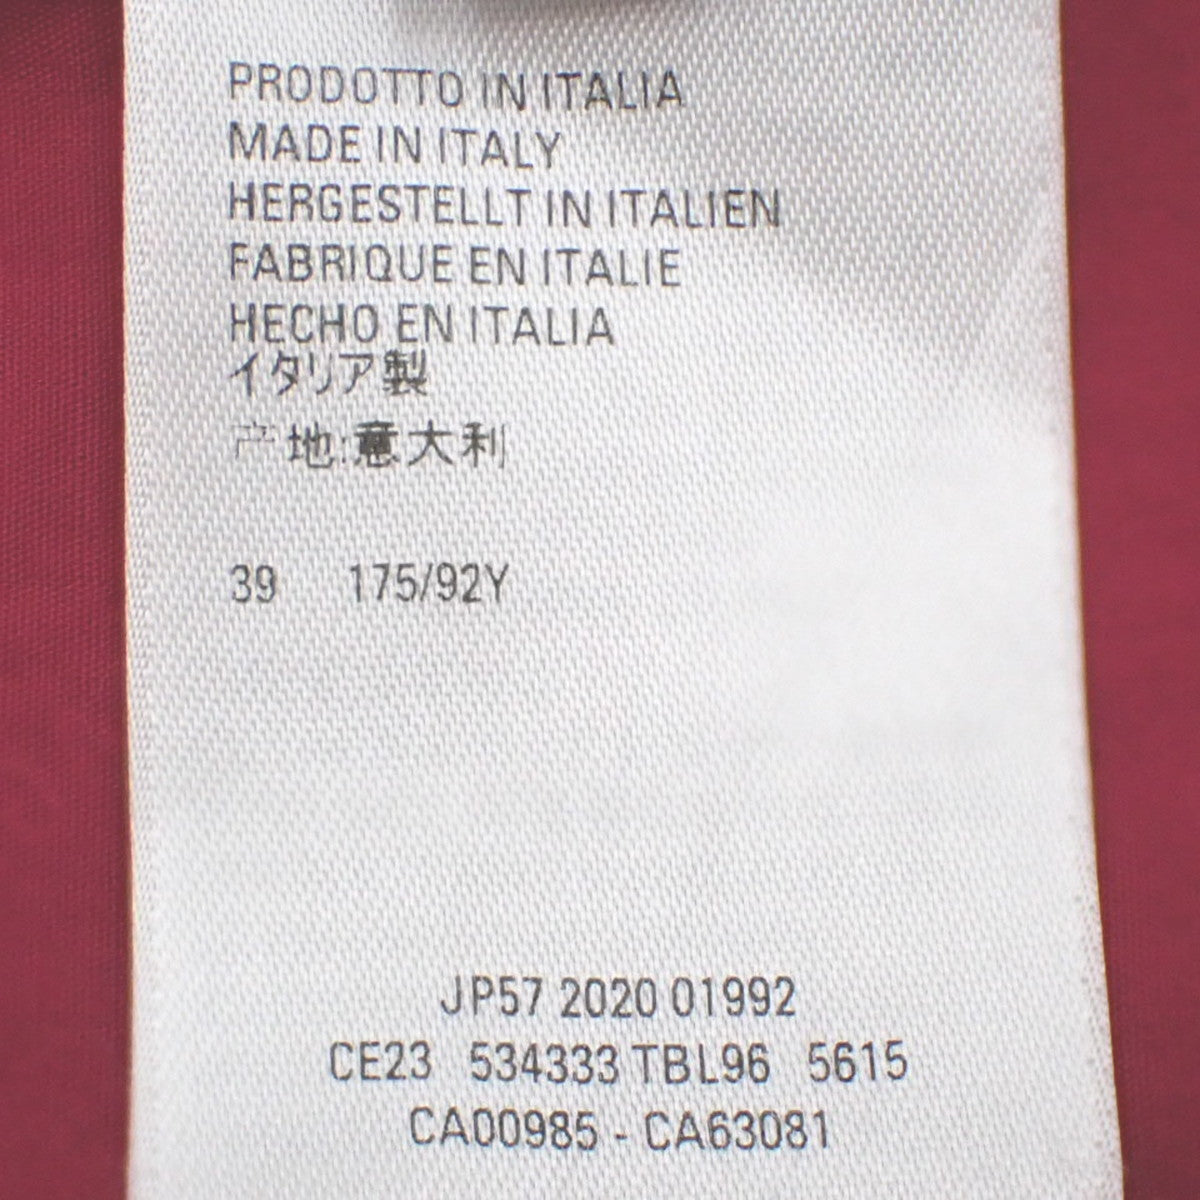 PRODOTTO IN ITALIA
MADE IN ITALY
HERGESTELLT IN ITALIEN
FABRIQUE EN ITALIE
HECHO EN ITALIA
イタリア製
产地:意大利
39 175/92Y
JP57 2020 01992
CE23 534333 TBL96 5615
CA00985 - CA63081